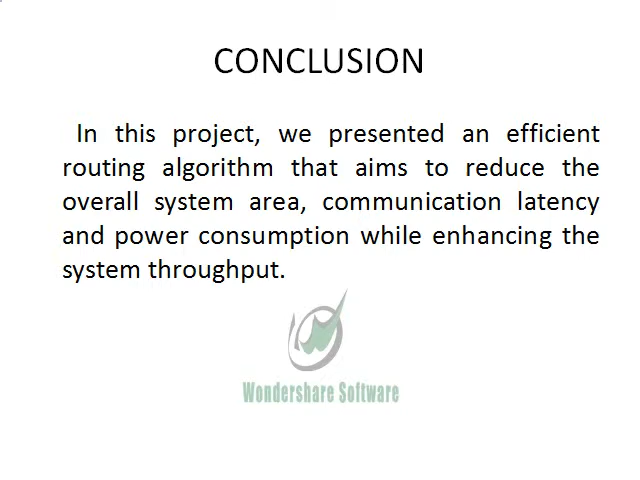 CONCLUSION
In this project, we presented an efficient
routing algorithm that aims to reduce the
overall system area, communication latency
and power consumption while enhancing the
system throughput.
Wondershare Software